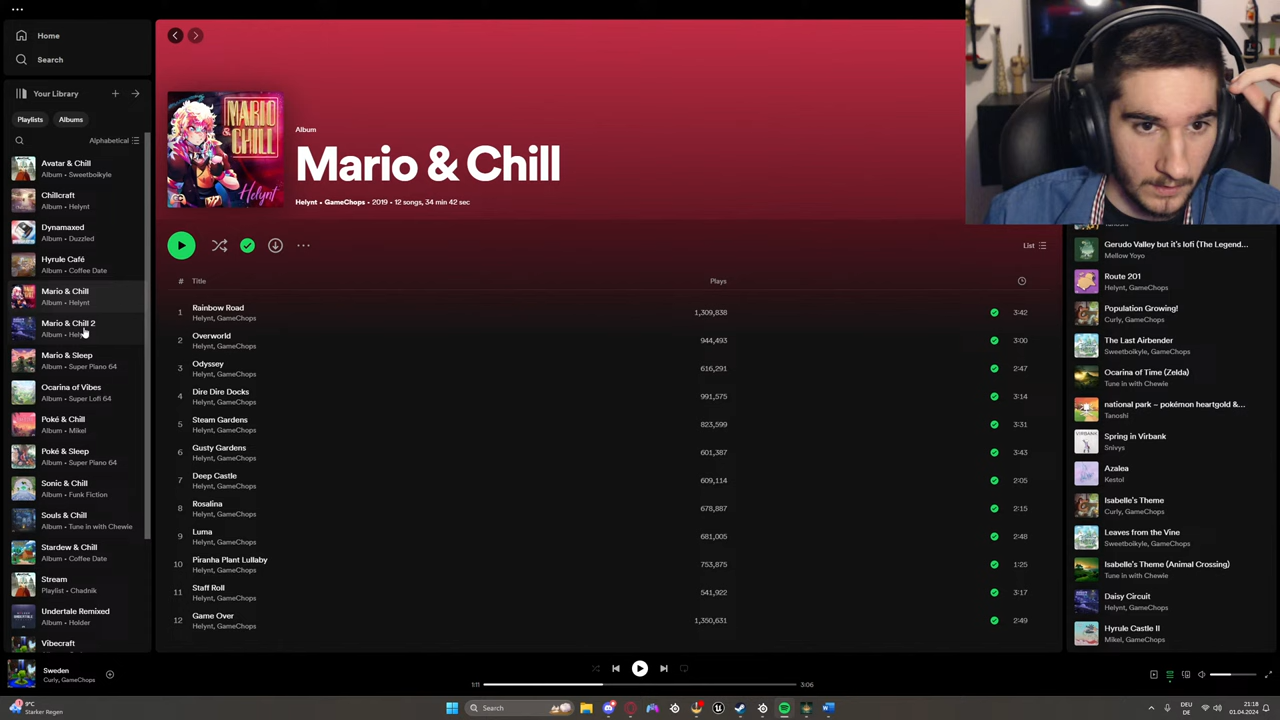 Home
Search
Your Library
Playlists
Albums
Alphabetical
Avatar & Chill
Album • Sweetboikyle
Chillcraft
Album • Helynt
Dynamaxed
Album • Duzzled
Hyrule Café
Album • Coffee Date
Mario & Chill
Album • Helynt
Mario & Chill 2
Album •
Mario & Sleep
Album • Super Piano 64
Ocarina of Vibes
Album • Super Lofi 64
Poké & Chill
Album • Mikel
Poké & Sleep
Album • Super Piano 64
Sonic & Chill
Album • Funk Fiction
Souls & Chill
Album • Tune in with Chewie
Stardew & Chill
Album • Coffee Date
Stream
Playlist • Chadnik
Undertale Remixed
Album • Holder
Vibecraft
MARIO
& CHILL
Helynt
Album
Mario & Chill
Helynt • GameChops • 2019 • 12 songs, 34 min 42 sec
List
# Title Plays
1 Rainbow Road 1,309,838 3:42
Helynt, GameChops
2 Overworld 944,493 3:00
Helynt, GameChops
3 Odyssey 616,291 2:47
Helynt, GameChops
4 Dire Dire Docks 991,575 3:14
Helynt, GameChops
5 Steam Gardens 823,599 3:31
Helynt, GameChops
6 Gusty Gardens 601,387 3:43
Helynt, GameChops
7 Deep Castle 609,114 2:05
Helynt, GameChops
8 Rosalina 678,887 2:15
Helynt, GameChops
9 Luma 681,005 2:48
Helynt, GameChops
10 Piranha Plant Lullaby 753,875 1:25
Helynt, GameChops
11 Staff Roll 541,922 3:17
Helynt, GameChops
12 Game Over 1,350,631 2:49
Helynt, GameChops
Gerudo Valley but it's lofi (The Legend...
Mellow Yoyo
Route 201
Helynt, GameChops
Population Growing!
Curly, GameChops
The Last Airbender
Sweetboikyle, GameChops
Ocarina of Time (Zelda)
Tune in with Chewie
national park – pokémon heartgold &...
Tanoshi
Spring in Virbank
Snivys
Azalea
Kestol
Isabelle's Theme
Curly, GameChops
Leaves from the Vine
Sweetboikyle, GameChops
Isabelle's Theme (Animal Crossing)
Tune in with Chewie
Daisy Circuit
Helynt, GameChops
Hyrule Castle II
Mikel, GameChops
Sweden
Curly, GameChops
1:11
3:06
9°C
Starker Regen
Search
DEU
DE
21:18
01.04.2024